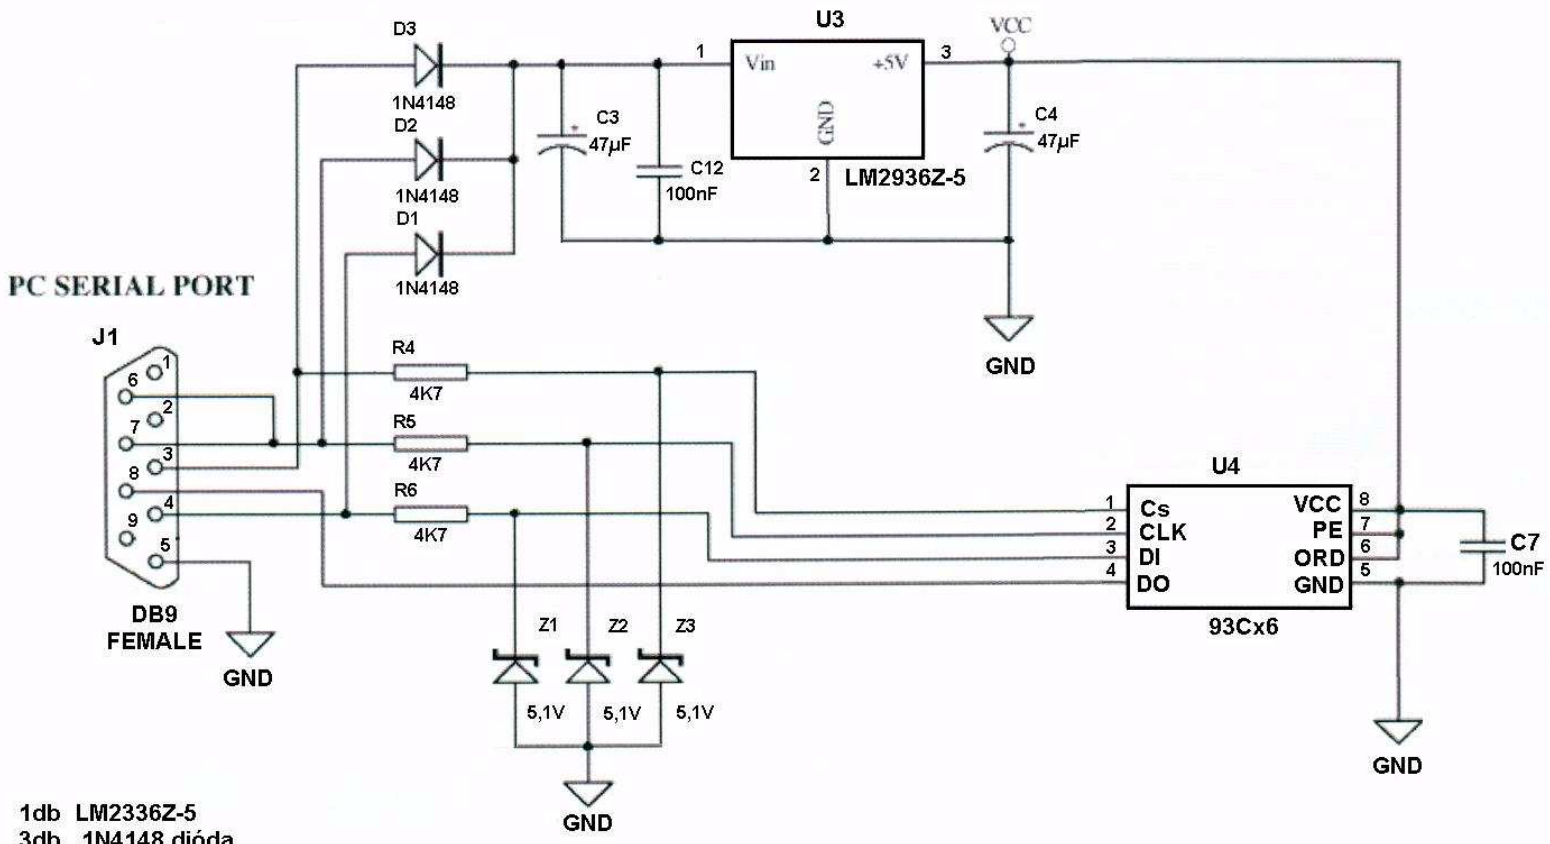 D3
1N4148
D2
1N4148
D1
1N4148
C3
47µF
C12
100nF
U3
1
Vin
+5V
3
GND
2
LM2936Z-5
VCC
C4
47µF
GND
PC SERIAL PORT
J1
1
6
2
7
3
8
4
9
5
DB9
FEMALE
GND
R4
4K7
R5
4K7
R6
4K7
Z1
Z2
Z3
5,1V
5,1V
5,1V
GND
U4
1 Cs VCC 8
2 CLK PE 7
3 DI ORD 6
4 DO GND 5
93Cx6
C7
100nF
GND
1db LM2336Z-5
3db 1N4148 dióda